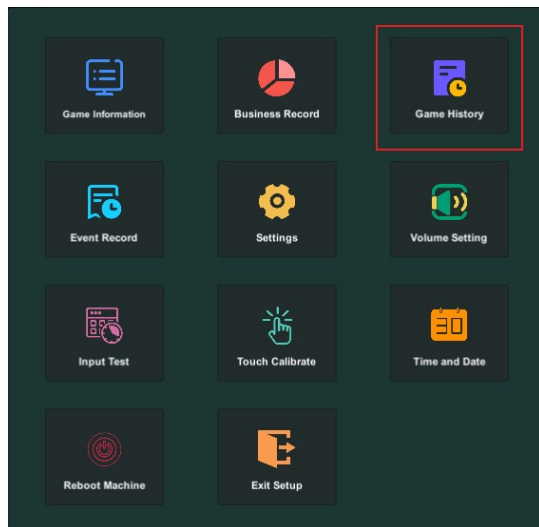 Game Information
Business Record
Game History
Event Record
Settings
Volume Setting
Input Test
Touch Calibrate
30
Time and Date
Reboot Machine
Exit Setup